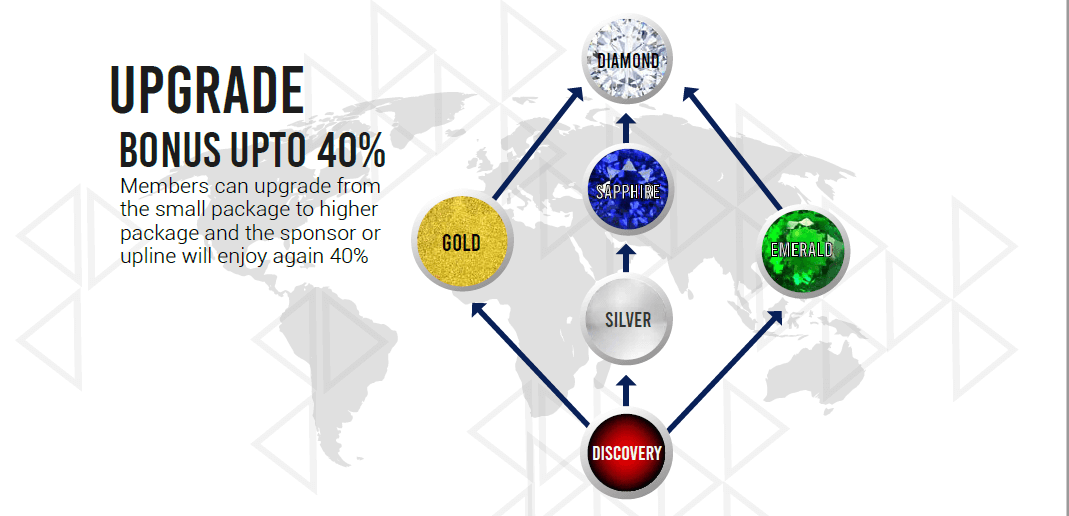 UPGRADE
BONUS UPTO 40%
Members can upgrade from
the small package to higher
package and the sponsor or
upline will enjoy again 40%
DIAMOND
SAPPHIRE
GOLD
EMERALD
SILVER
DISCOVERY